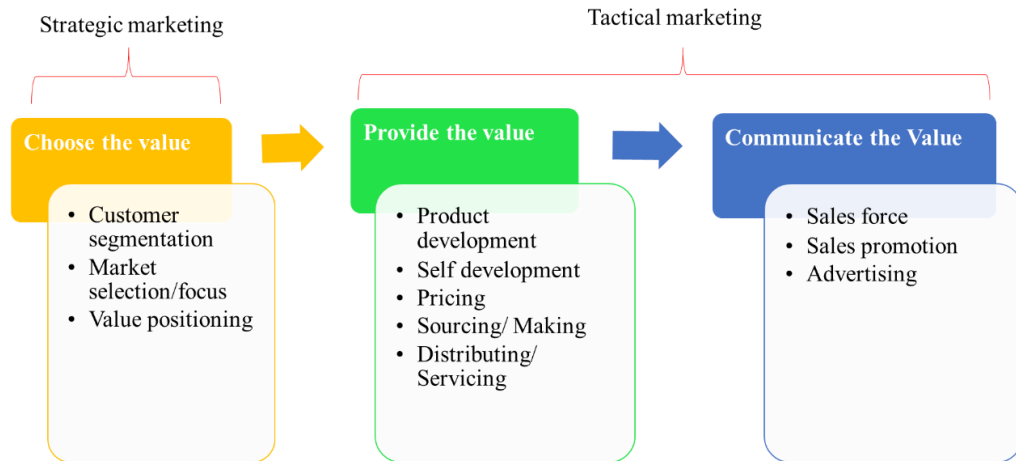 Strategic marketing
Tactical marketing
Choose the value
• Customer
segmentation
• Market
selection/focus
• Value positioning
Provide the value
• Product
development
• Self development
• Pricing
• Sourcing/ Making
• Distributing/
Servicing
Communicate the Value
• Sales force
• Sales promotion
• Advertising